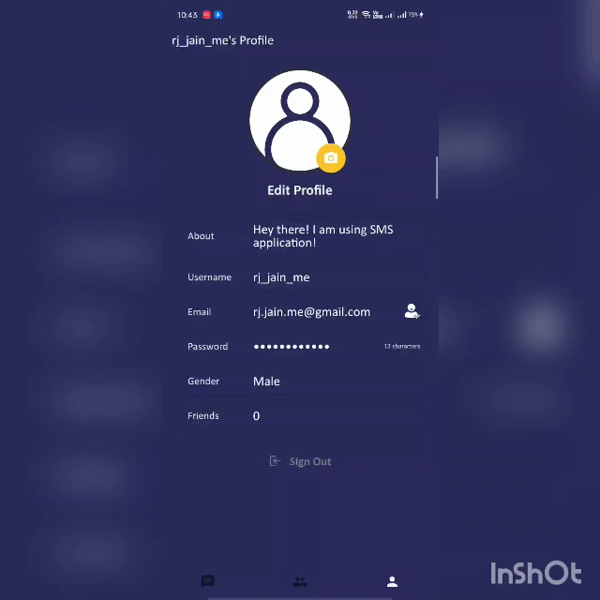 10:43
75%
rj_jain_me's Profile
Edit Profile
About
Hey there! I am using SMS
application!
Username
rj_jain_me
Email
rj.jain.me@gmail.com
Password
••••••••••••
12 characters
Gender
Male
Friends
0
Sign Out
InShOt